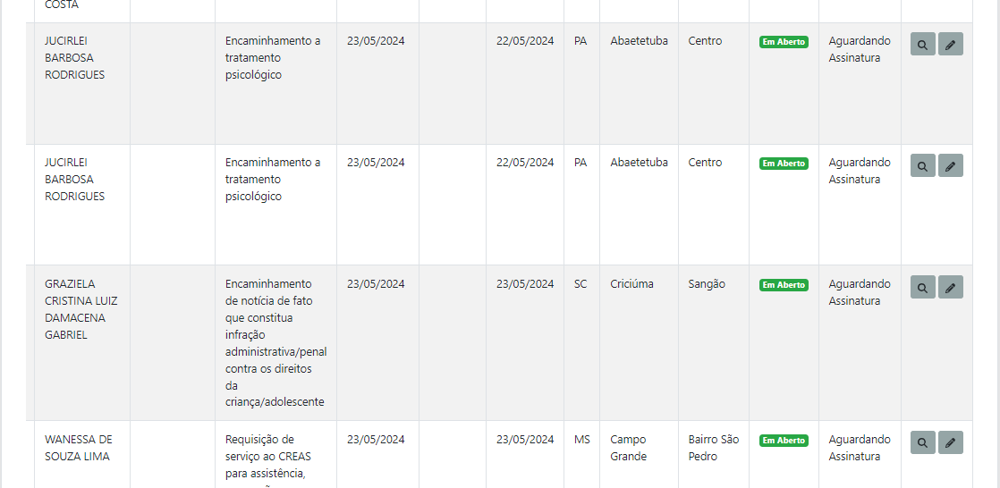 COSTA
JUCIRLEI
BARBOSA
RODRIGUES
Encaminhamento a
tratamento
psicológico
23/05/2024
22/05/2024
PA
Abaetetuba
Centro
Em Aberto
Aguardando
Assinatura
JUCIRLEI
BARBOSA
RODRIGUES
Encaminhamento a
tratamento
psicológico
23/05/2024
22/05/2024
PA
Abaetetuba
Centro
Em Aberto
Aguardando
Assinatura
GRAZIELA
CRISTINA LUIZ
DAMACENA
GABRIEL
Encaminhamento
de notícia de fato
que constitua
infração
administrativa/penal
contra os direitos
da
criança/adolescente
23/05/2024
23/05/2024
SC
Criciúma
Sangão
Em Aberto
Aguardando
Assinatura
WANESSA DE
SOUZA LIMA
Requisição de
serviço ao CREAS
para assistência,
23/05/2024
23/05/2024
MS
Campo
Grande
Bairro São
Pedro
Em Aberto
Aguardando
Assinatura